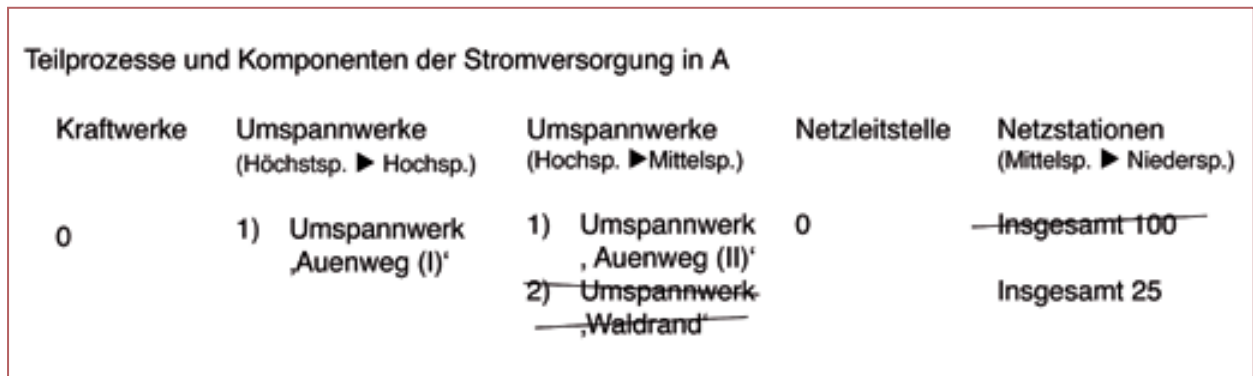 Teilprozesse und Komponenten der Stromversorgung in A
Kraftwerke
0
Umspannwerke
(Höchstsp. ▶ Hochsp.)
1) Umspannwerk
‚Auenweg (I)‘
Umspannwerke
(Hochsp. ▶Mittelsp.)
1) Umspannwerk
‚ Auenweg (II)‘
2) Umspannwerk
‚Waldrand‘
Netzleitstelle
0
Netzstationen
(Mittelsp. ▶ Niedersp.)
Insgesamt 100
Insgesamt 25